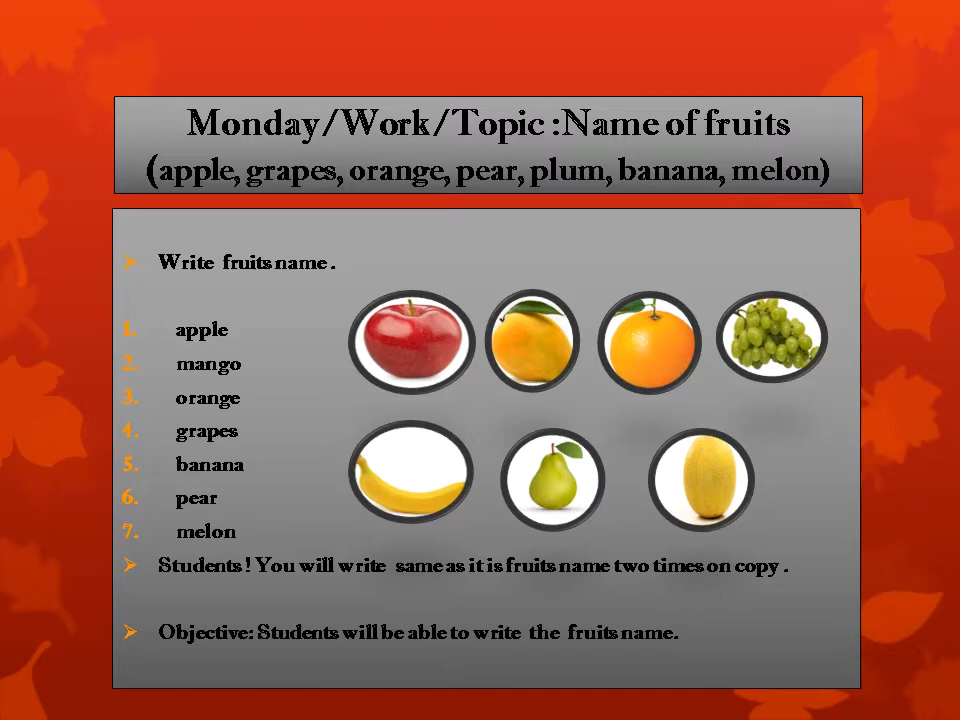 Monday/Work/Topic :Name of fruits
(apple, grapes, orange, pear, plum, banana, melon)
Write fruits name .
1. apple
2. mango
3. orange
4. grapes
5. banana
6. pear
7. melon
Students ! You will write same as it is fruits name two times on copy .
Objective: Students will be able to write the fruits name.